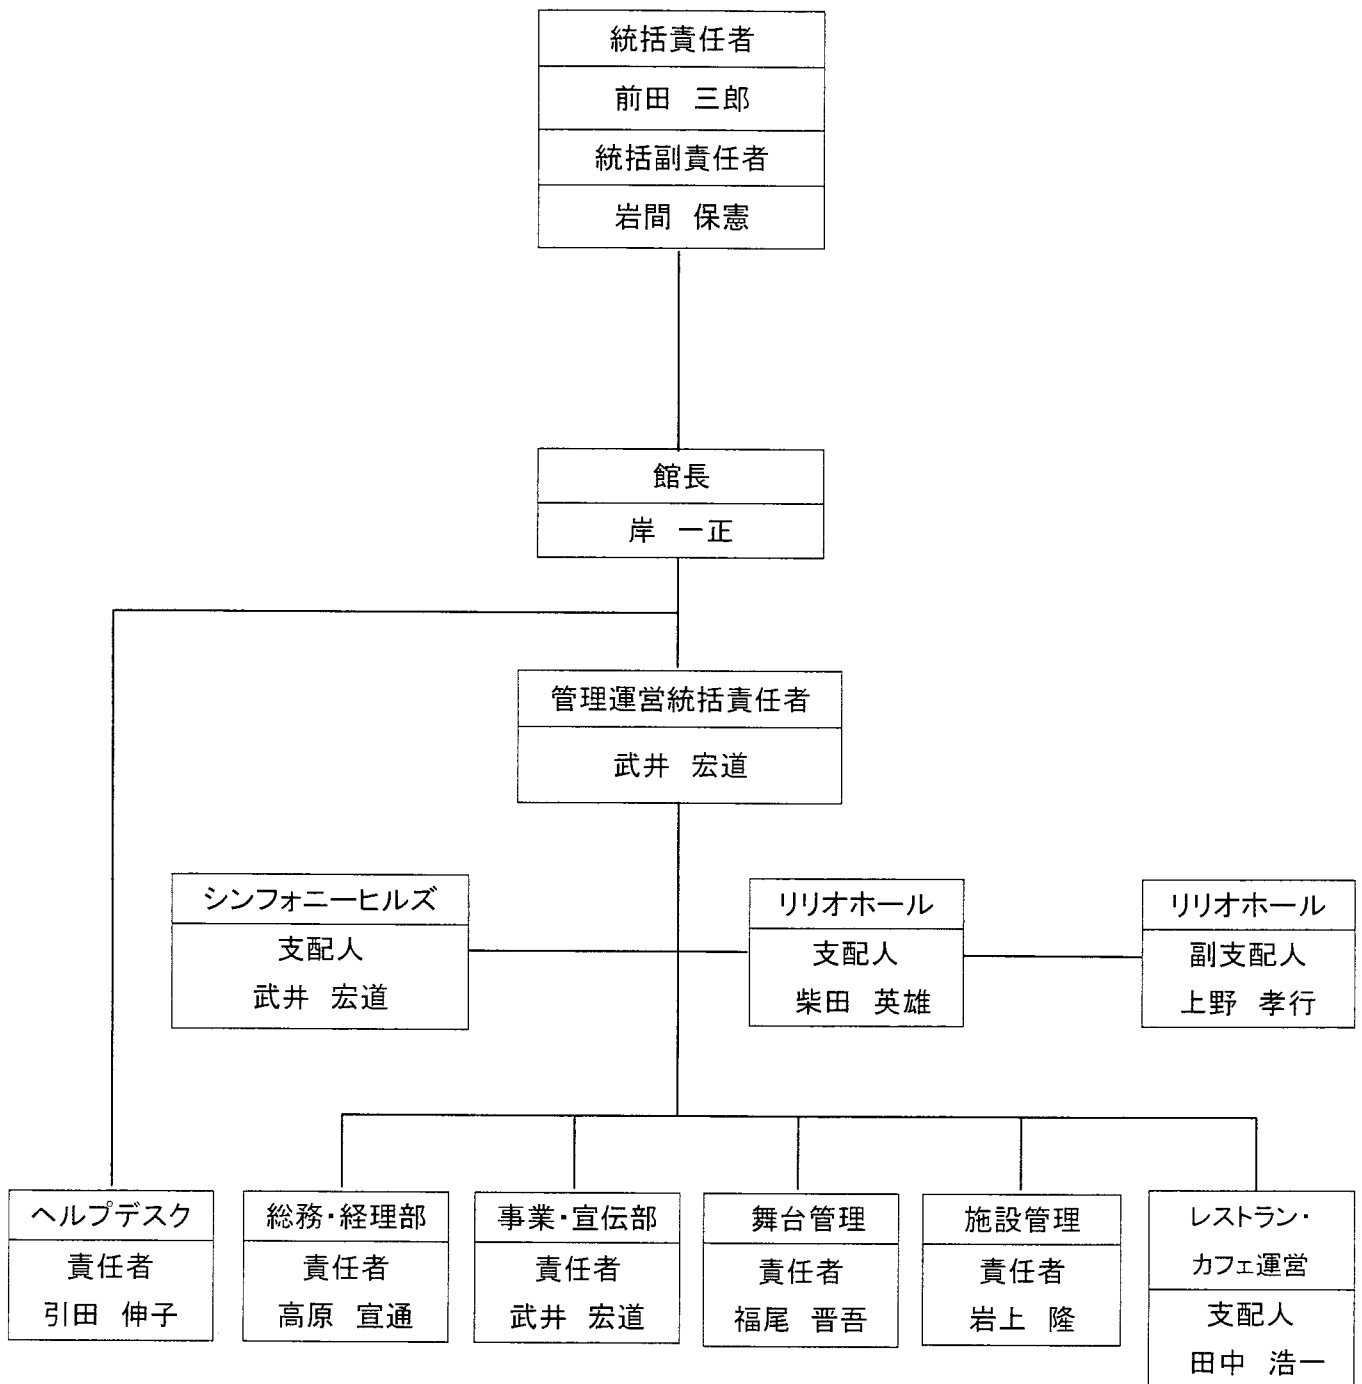 統括責任者
前田 三郎
統括副責任者
岩間 保憲
館長
岸 一正
管理運営統括責任者
武井 宏道
シンフォニーヒルズ
支配人
武井 宏道
リリオホール
支配人
柴田 英雄
リリオホール
副支配人
上野 孝行
ヘルプデスク
責任者
引田 伸子
総務・経理部
責任者
高原 宣通
事業・宣伝部
責任者
武井 宏道
舞台管理
責任者
福尾 晋吾
施設管理
責任者
岩上 隆
レストラン・
カフェ運営
支配人
田中 浩一